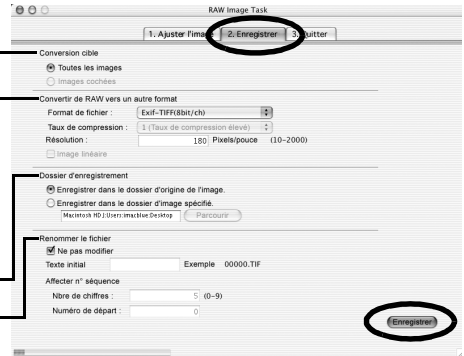 RAW Image Task
1. Ajuster l'image 2. Enregistrer 3. Quitter
Conversion cible
Toutes les images
Images cochées
Convertir de RAW vers un autre format
Format de fichier : Exif-TIFF(8bit/ch)
Taux de compression : 1 (Taux de compression élevé)
Résolution : 180 Pixels/pouce (10-2000)
Image linéaire
Dossier d'enregistrement
Enregistrer dans le dossier d'origine de l'image.
Enregistrer dans le dossier d'image spécifié.
Macintosh HD:Users:imacblue:Desktop Parcourir
Renommer le fichier
Ne pas modifier
Texte initial Exemple 00000.TIF
Affecter n° séquence
Nbre de chiffres : 5 (0-9)
Numéro de départ : 0
Enregistrer